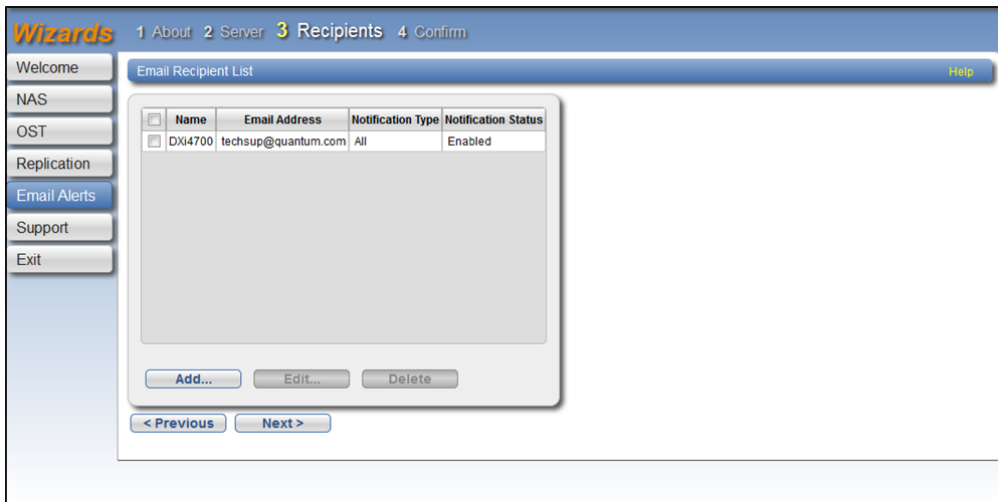 Wizards
1 About 2 Server 3 Recipients 4 Confirm
Welcome
NAS
OST
Replication
Email Alerts
Support
Exit
Email Recipient List
Help
Name Email Address Notification Type Notification Status
DXi4700 techsup@quantum.com All Enabled
Add... Edit... Delete
< Previous Next >